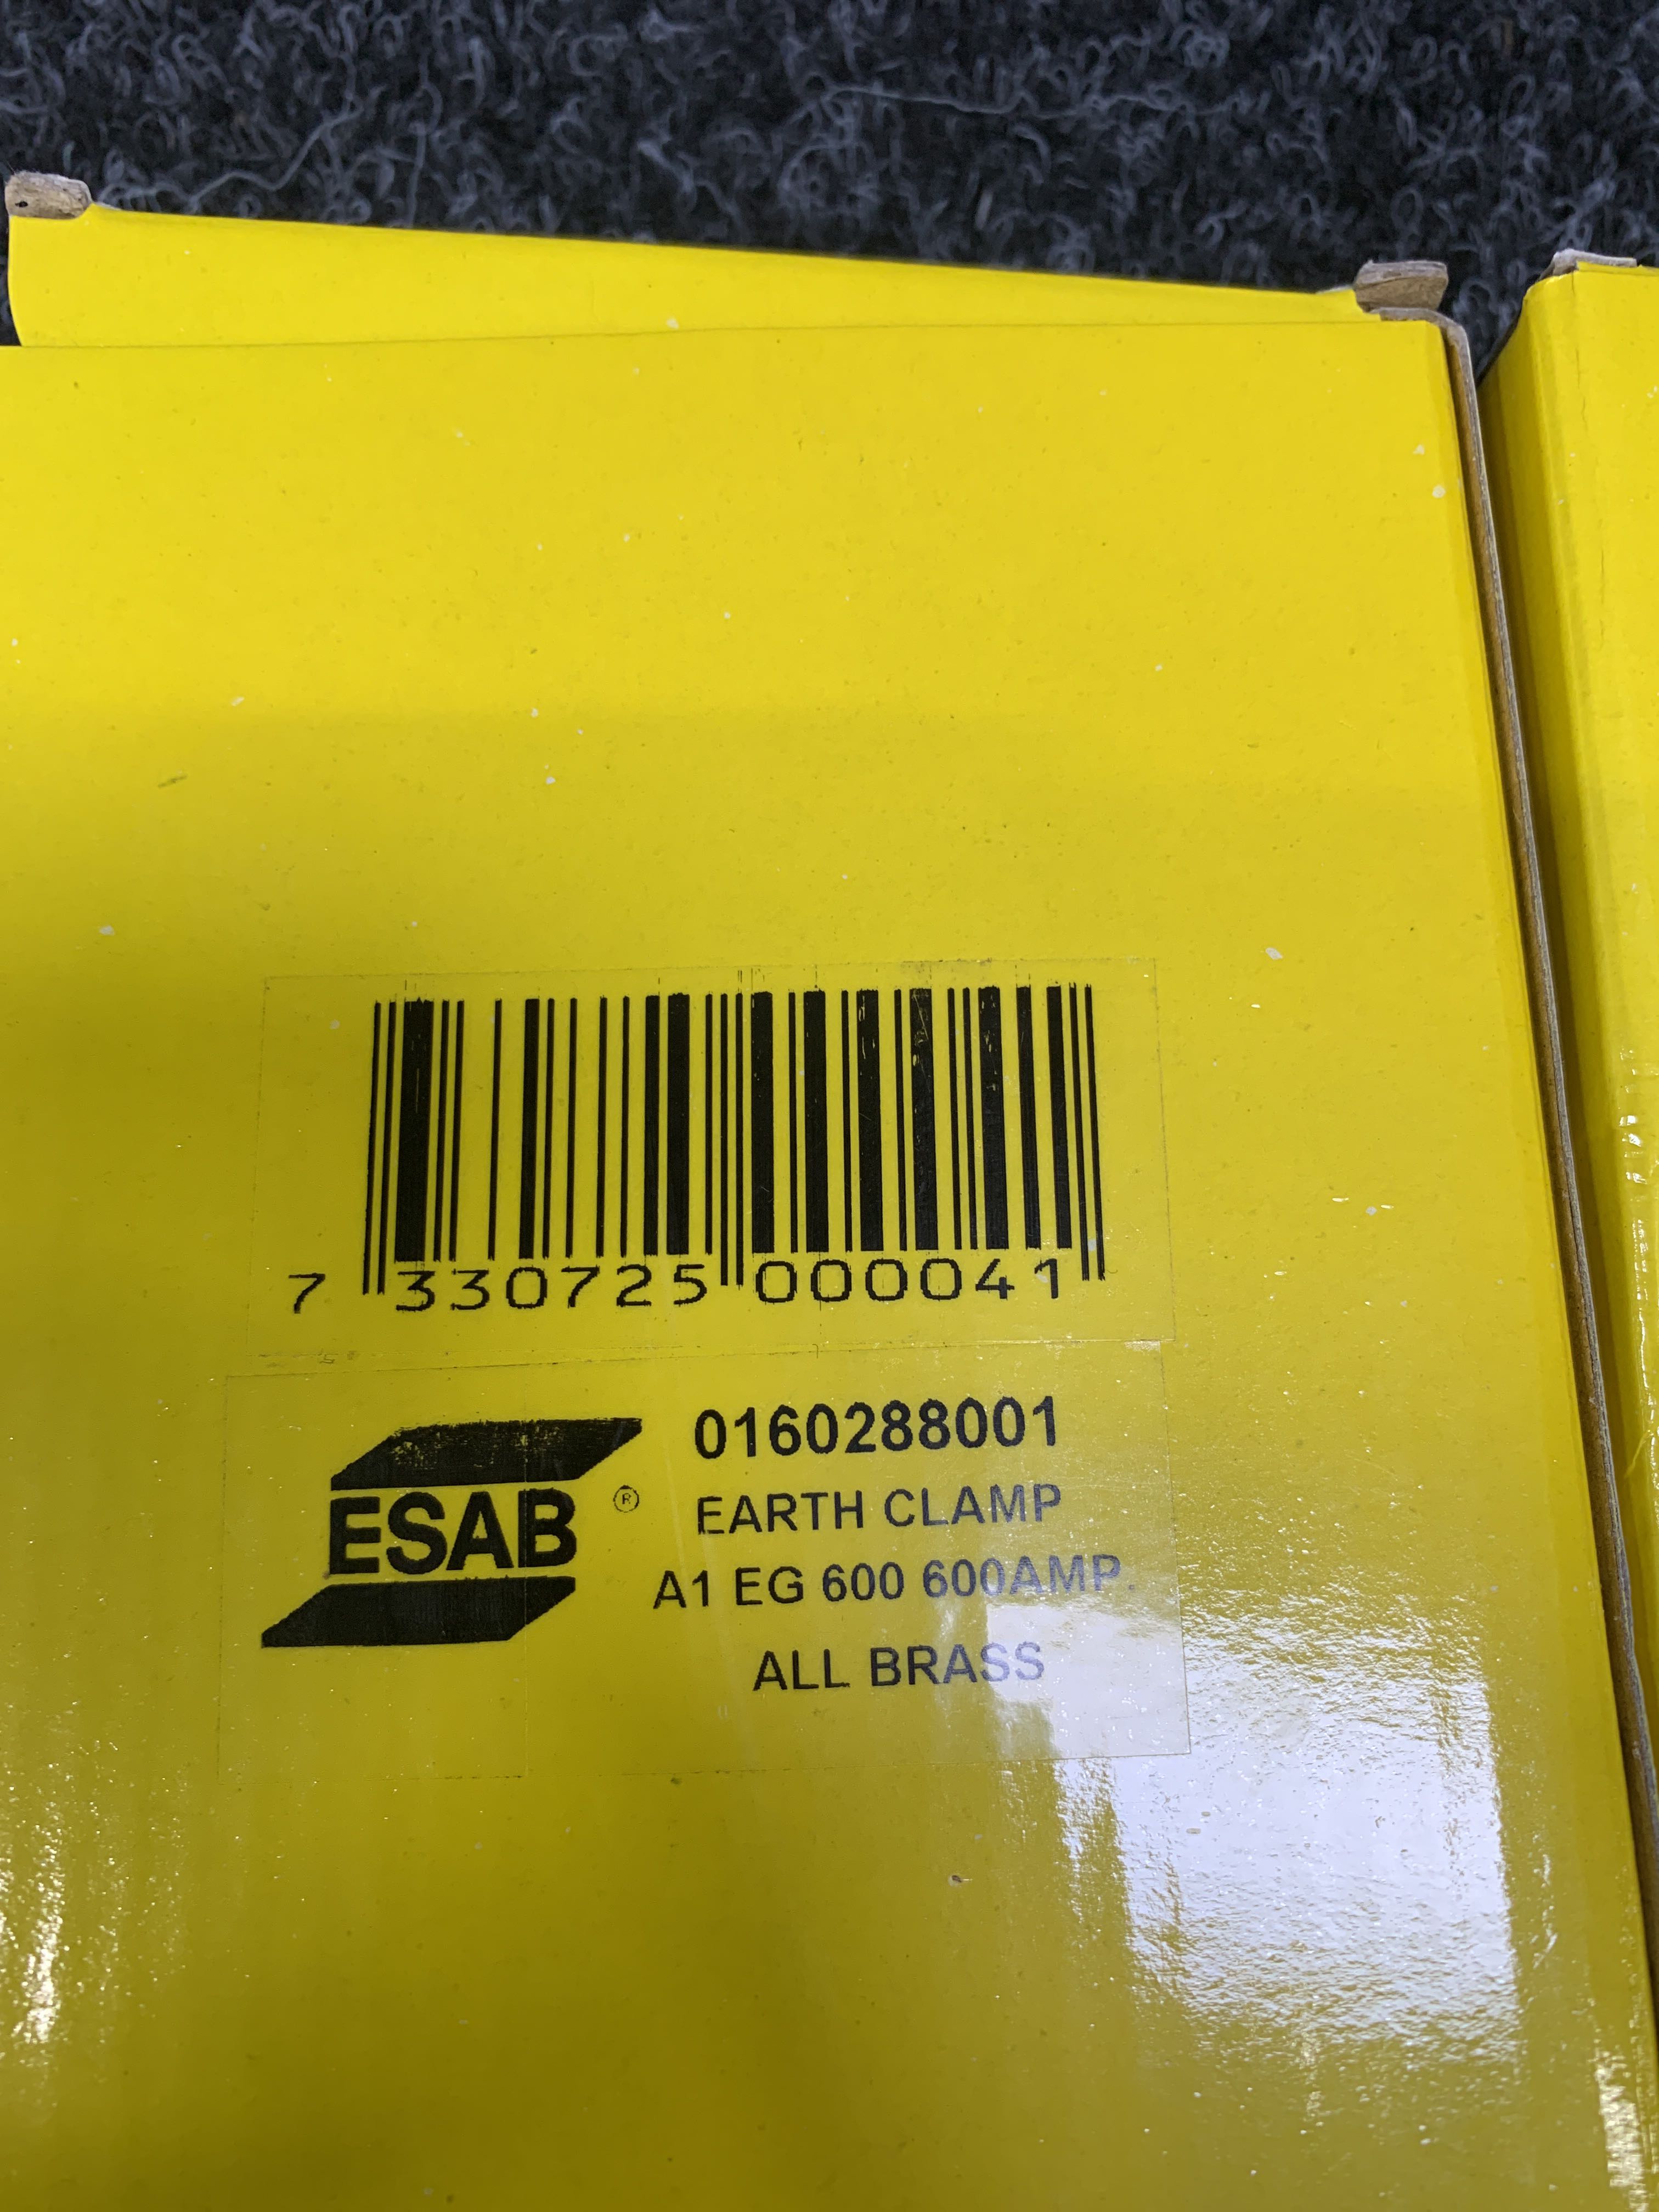 7 330725 000041
ESAB ®
0160288001
EARTH CLAMP
A1 EG 600 600AMP.
ALL BRASS